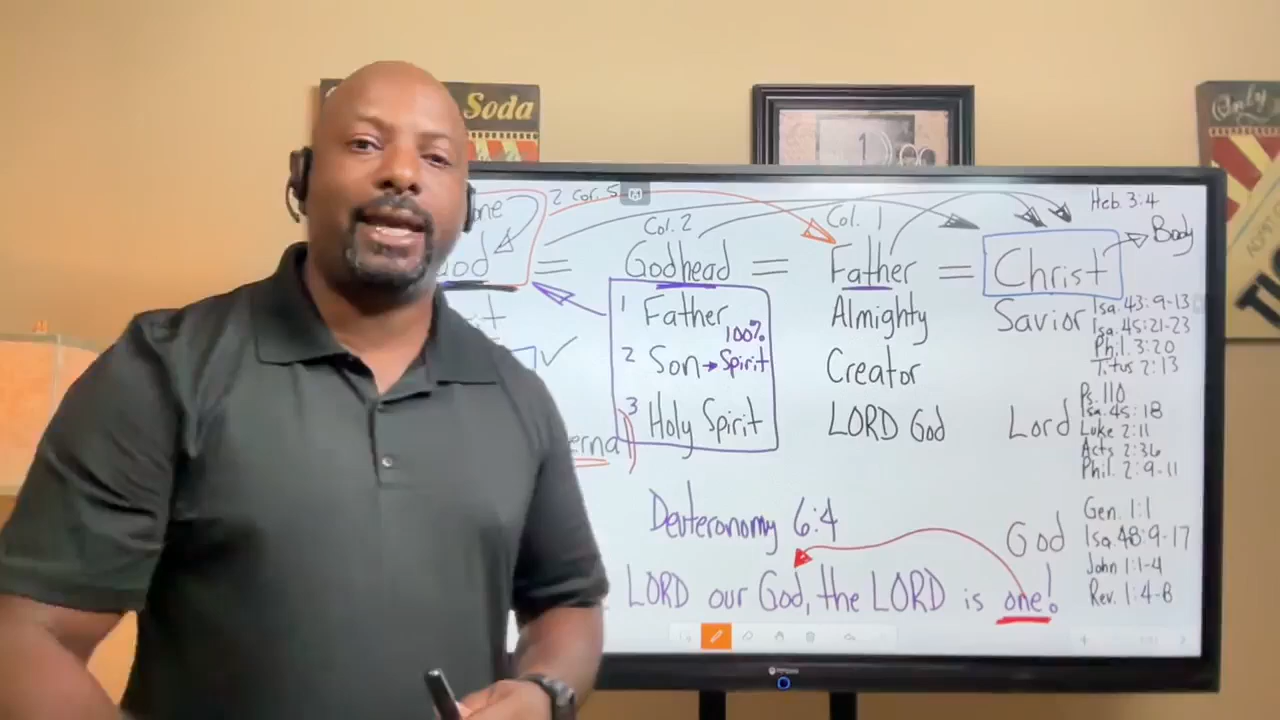 Soda
Only
2 Cor. 5
Heb. 3:4
one
Col. 2
Col. 1
Body
God = Godhead = Father = Christ
1 Father
Almighty
Savior
Isa. 43:9-13
Isa. 45:21-23
Phil. 3:20
Titus 2:13
100%
2 Son → Spirit
Creator
3 Holy Spirit
LORD God
Lord
Ps. 110
Isa. 45:18
Luke 2:11
Acts 2:36
Phil. 2:9-11
Deuteronomy 6:4
God
Gen. 1:1
Isa. 48:9-17
John 1:1-4
Rev. 1:4-8
LORD our God, the LORD is one!